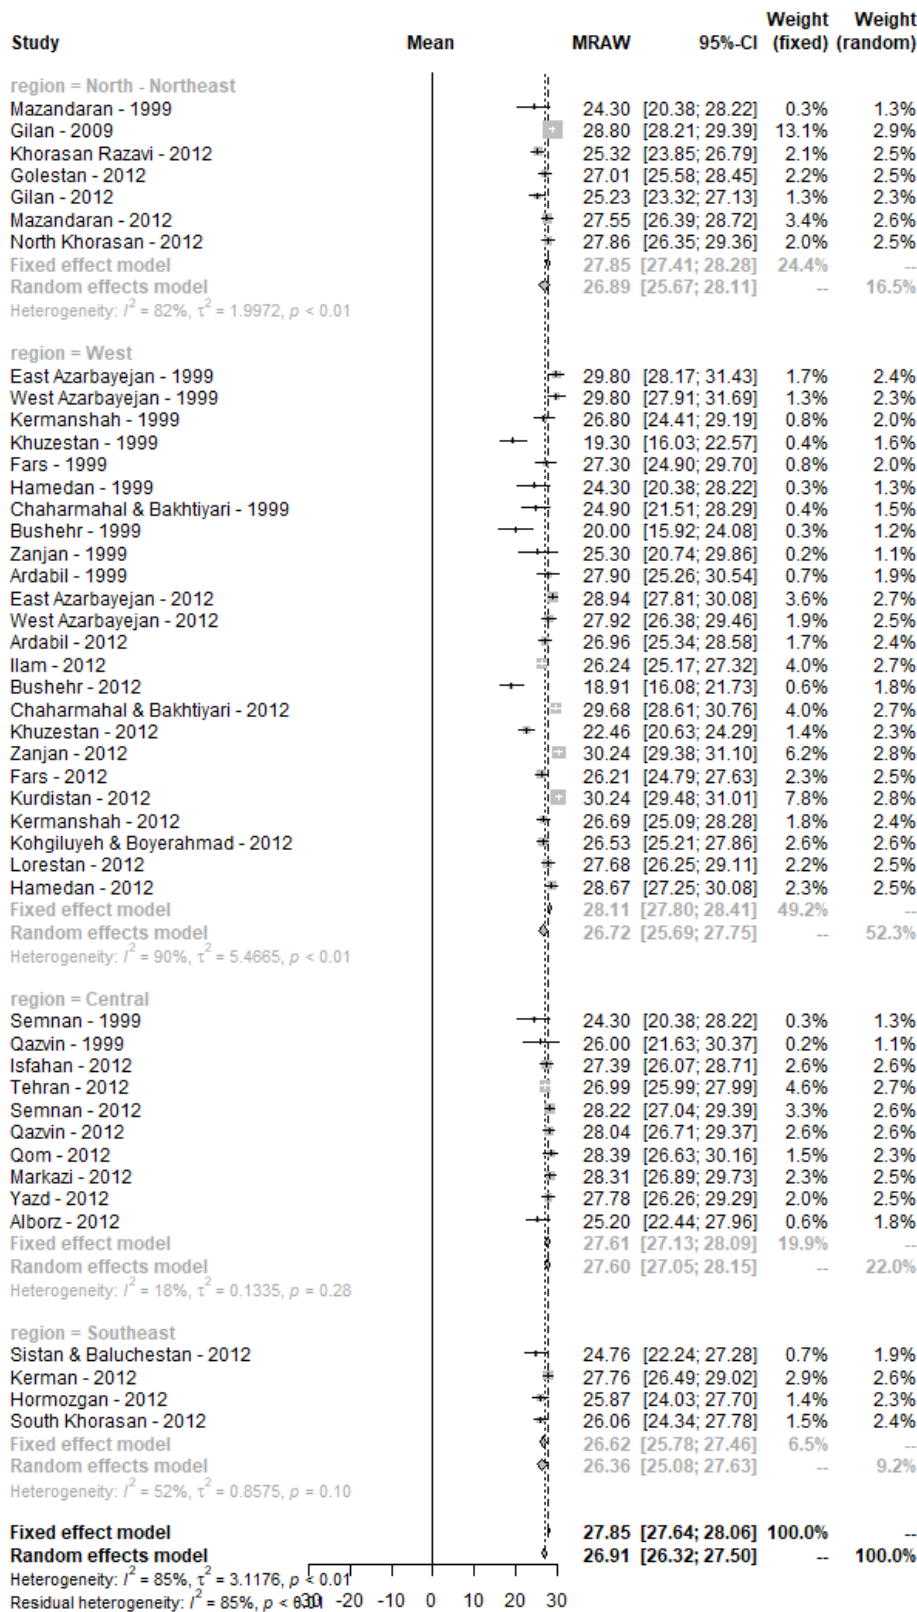 Weight Weight
Study Mean MRAW 95%-CI (fixed) (random)
region = North - Northeast
Mazandaran - 1999 24.30 [20.38; 28.22] 0.3% 1.3%
Gilan - 2009 28.80 [28.21; 29.39] 13.1% 2.9%
Khorasan Razavi - 2012 25.32 [23.85; 26.79] 2.1% 2.5%
Golestan - 2012 27.01 [25.58; 28.45] 2.2% 2.5%
Gilan - 2012 25.23 [23.32; 27.13] 1.3% 2.3%
Mazandaran - 2012 27.55 [26.39; 28.72] 3.4% 2.6%
North Khorasan - 2012 27.86 [26.35; 29.36] 2.0% 2.5%
Fixed effect model 27.85 [27.41; 28.28] 24.4% --
Random effects model 26.89 [25.67; 28.11] -- 16.5%
Heterogeneity: I² = 82%, τ² = 1.9972, p < 0.01
region = West
East Azarbayejan - 1999 29.80 [28.17; 31.43] 1.7% 2.4%
West Azarbayejan - 1999 29.80 [27.91; 31.69] 1.3% 2.3%
Kermanshah - 1999 26.80 [24.41; 29.19] 0.8% 2.0%
Khuzestan - 1999 19.30 [16.03; 22.57] 0.4% 1.6%
Fars - 1999 27.30 [24.90; 29.70] 0.8% 2.0%
Hamedan - 1999 24.30 [20.38; 28.22] 0.3% 1.3%
Chaharmahal & Bakhtiyari - 1999 24.90 [21.51; 28.29] 0.4% 1.5%
Bushehr - 1999 20.00 [15.92; 24.08] 0.3% 1.2%
Zanjan - 1999 25.30 [20.74; 29.86] 0.2% 1.1%
Ardabil - 1999 27.90 [25.26; 30.54] 0.7% 1.9%
East Azarbayejan - 2012 28.94 [27.81; 30.08] 3.6% 2.7%
West Azarbayejan - 2012 27.92 [26.38; 29.46] 1.9% 2.5%
Ardabil - 2012 26.96 [25.34; 28.58] 1.7% 2.4%
Ilam - 2012 26.24 [25.17; 27.32] 4.0% 2.7%
Bushehr - 2012 18.91 [16.08; 21.73] 0.6% 1.8%
Chaharmahal & Bakhtiyari - 2012 29.68 [28.61; 30.76] 4.0% 2.7%
Khuzestan - 2012 22.46 [20.63; 24.29] 1.4% 2.3%
Zanjan - 2012 30.24 [29.38; 31.10] 6.2% 2.8%
Fars - 2012 26.21 [24.79; 27.63] 2.3% 2.5%
Kurdistan - 2012 30.24 [29.48; 31.01] 7.8% 2.8%
Kermanshah - 2012 26.69 [25.09; 28.28] 1.8% 2.4%
Kohgiluyeh & Boyerahmad - 2012 26.53 [25.21; 27.86] 2.6% 2.6%
Lorestan - 2012 27.68 [26.25; 29.11] 2.2% 2.5%
Hamedan - 2012 28.67 [27.25; 30.08] 2.3% 2.5%
Fixed effect model 28.11 [27.80; 28.41] 49.2% --
Random effects model 26.72 [25.69; 27.75] -- 52.3%
Heterogeneity: I² = 90%, τ² = 5.4665, p < 0.01
region = Central
Semnan - 1999 24.30 [20.38; 28.22] 0.3% 1.3%
Qazvin - 1999 26.00 [21.63; 30.37] 0.2% 1.1%
Isfahan - 2012 27.39 [26.07; 28.71] 2.6% 2.6%
Tehran - 2012 26.99 [25.99; 27.99] 4.6% 2.7%
Semnan - 2012 28.22 [27.04; 29.39] 3.3% 2.6%
Qazvin - 2012 28.04 [26.71; 29.37] 2.6% 2.6%
Qom - 2012 28.39 [26.63; 30.16] 1.5% 2.3%
Markazi - 2012 28.31 [26.89; 29.73] 2.3% 2.5%
Yazd - 2012 27.78 [26.26; 29.29] 2.0% 2.5%
Alborz - 2012 25.20 [22.44; 27.96] 0.6% 1.8%
Fixed effect model 27.61 [27.13; 28.09] 19.9% --
Random effects model 27.60 [27.05; 28.15] -- 22.0%
Heterogeneity: I² = 18%, τ² = 0.1335, p = 0.28
region = Southeast
Sistan & Baluchestan - 2012 24.76 [22.24; 27.28] 0.7% 1.9%
Kerman - 2012 27.76 [26.49; 29.02] 2.9% 2.6%
Hormozgan - 2012 25.87 [24.03; 27.70] 1.4% 2.3%
South Khorasan - 2012 26.06 [24.34; 27.78] 1.5% 2.4%
Fixed effect model 26.62 [25.78; 27.46] 6.5% --
Random effects model 26.36 [25.08; 27.63] -- 9.2%
Heterogeneity: I² = 52%, τ² = 0.8575, p = 0.10
Fixed effect model 27.85 [27.64; 28.06] 100.0% --
Random effects model 26.91 [26.32; 27.50] -- 100.0%
Heterogeneity: I² = 85%, τ² = 3.1176, p < 0.01
Residual heterogeneity: I² = 85%, p < 0.01 -30 -20 -10 0 10 20 30